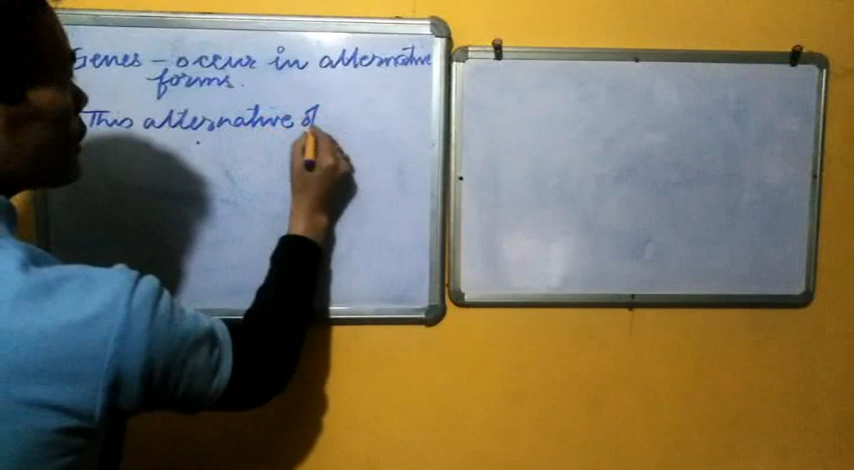 Genes - occur in alternative
forms.
This alternative of